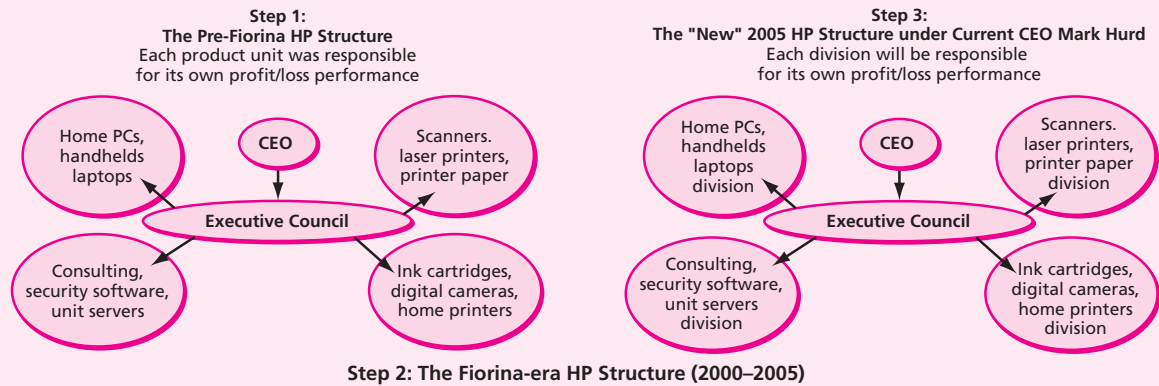 Step 1:
The Pre-Fiorina HP Structure
Each product unit was responsible
for its own profit/loss performance
Home PCs,
handhelds
laptops
CEO
Scanners.
laser printers,
printer paper
Executive Council
Consulting,
security software,
unit servers
Ink cartridges,
digital cameras,
home printers
Step 3:
The "New" 2005 HP Structure under Current CEO Mark Hurd
Each division will be responsible
for its own profit/loss performance
Home PCs,
handhelds
laptops
division
CEO
Scanners.
laser printers,
printer paper
division
Executive Council
Consulting,
security software,
unit servers
division
Ink cartridges,
digital cameras,
home printers
division
Step 2: The Fiorina-era HP Structure (2000–2005)